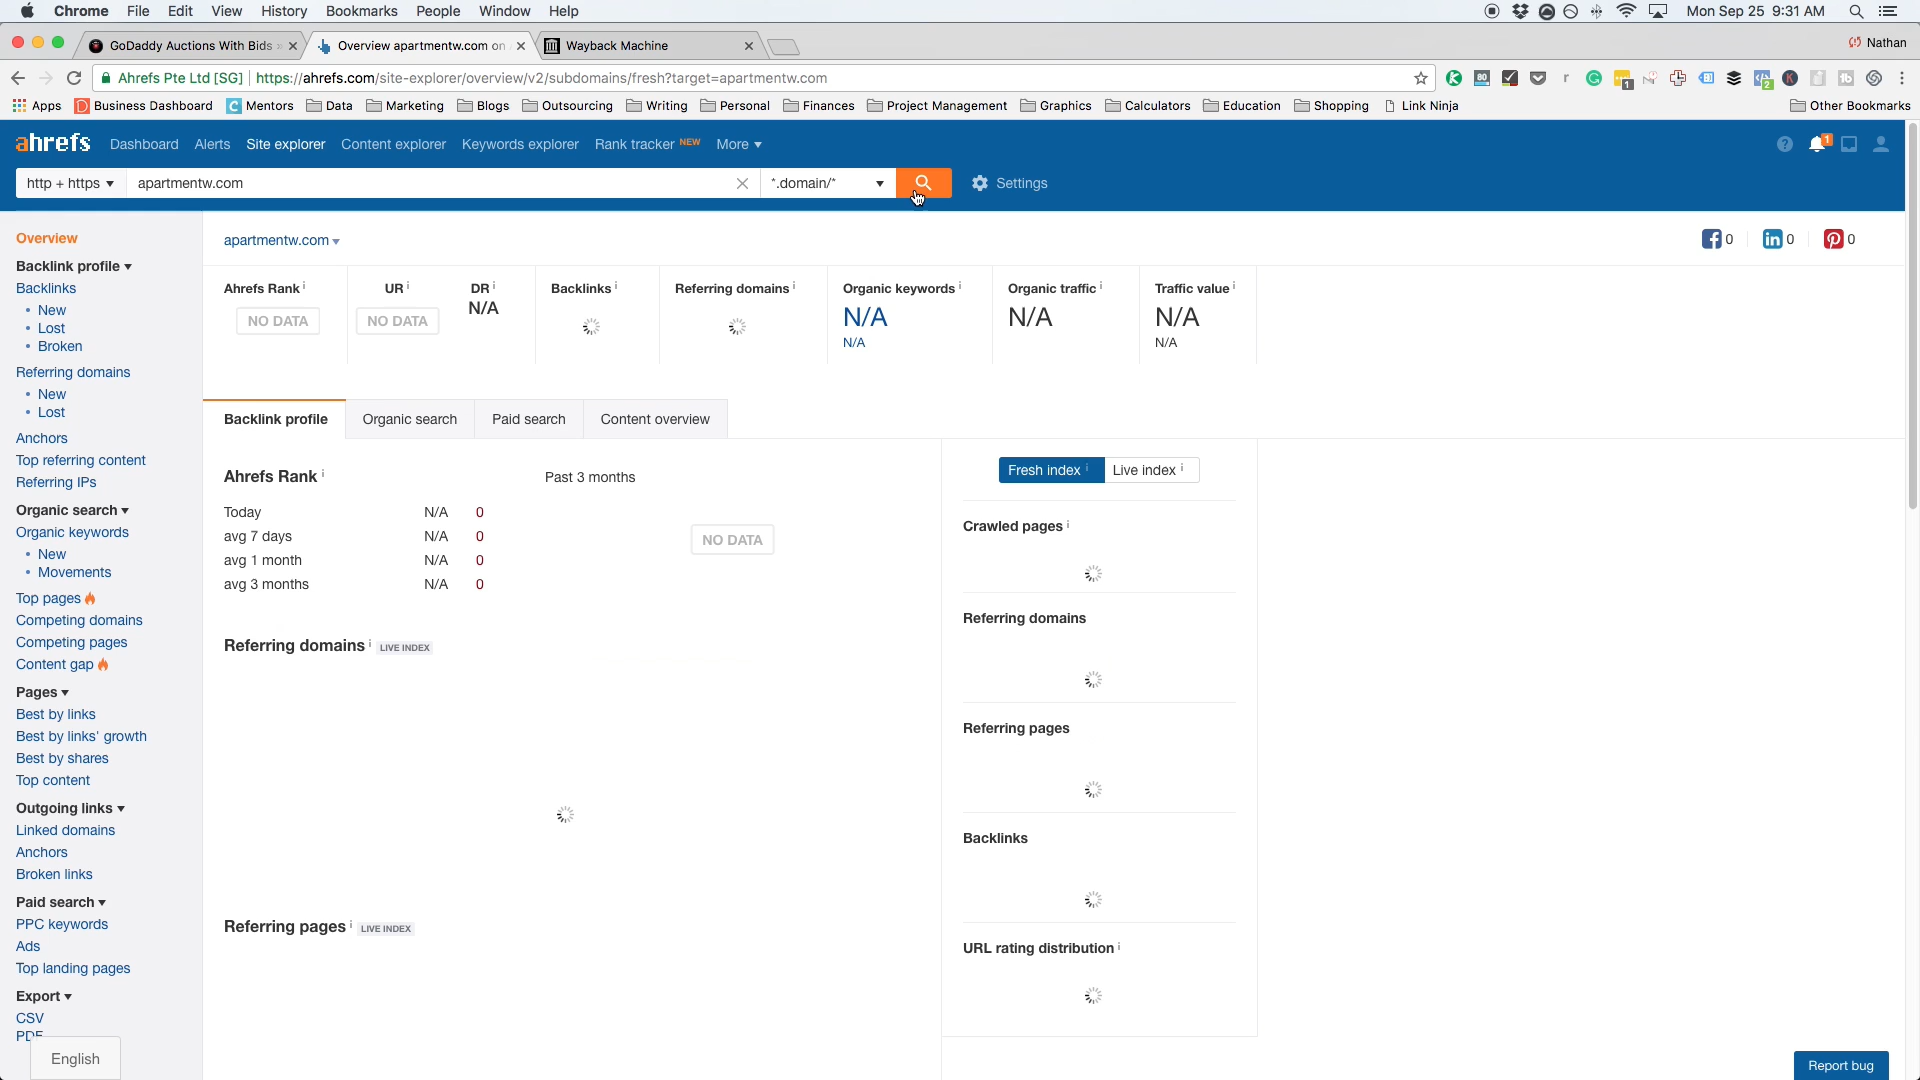 Chrome File Edit View History Bookmarks People Window Help Mon Sep 25 9:31 AM
GoDaddy Auctions With Bids Overview apartmentw.com on Wayback Machine Nathan
Ahrefs Pte Ltd [SG] https://ahrefs.com/site-explorer/overview/v2/subdomains/fresh?target=apartmentw.com
Apps Business Dashboard Mentors Data Marketing Blogs Outsourcing Writing Personal Finances Project Management Graphics Calculators Education Shopping Link Ninja Other Bookmarks
ahrefs Dashboard Alerts Site explorer Content explorer Keywords explorer Rank tracker NEW More 1
http + https apartmentw.com *.domain/* Settings
Overview
Backlink profile
Backlinks
New
Lost
Broken
Referring domains
New
Lost
Anchors
Top referring content
Referring IPs
Organic search
Organic keywords
New
Movements
Top pages
Competing domains
Competing pages
Content gap
Pages
Best by links
Best by links' growth
Best by shares
Top content
Outgoing links
Linked domains
Anchors
Broken links
Paid search
PPC keywords
Ads
Top landing pages
Export
CSV
PDF
English
apartmentw.com 0 0 0
Ahrefs Rank i UR i DR i Backlinks i Referring domains i Organic keywords i Organic traffic i Traffic value i
NO DATA NO DATA N/A N/A N/A N/A
N/A N/A
Backlink profile Organic search Paid search Content overview
Ahrefs Rank i Past 3 months
Today N/A 0
avg 7 days N/A 0
avg 1 month N/A 0
avg 3 months N/A 0
NO DATA
Referring domains i LIVE INDEX
Referring pages i LIVE INDEX
Fresh index i Live index i
Crawled pages i
Referring domains
Referring pages
Backlinks
URL rating distribution i
Report bug